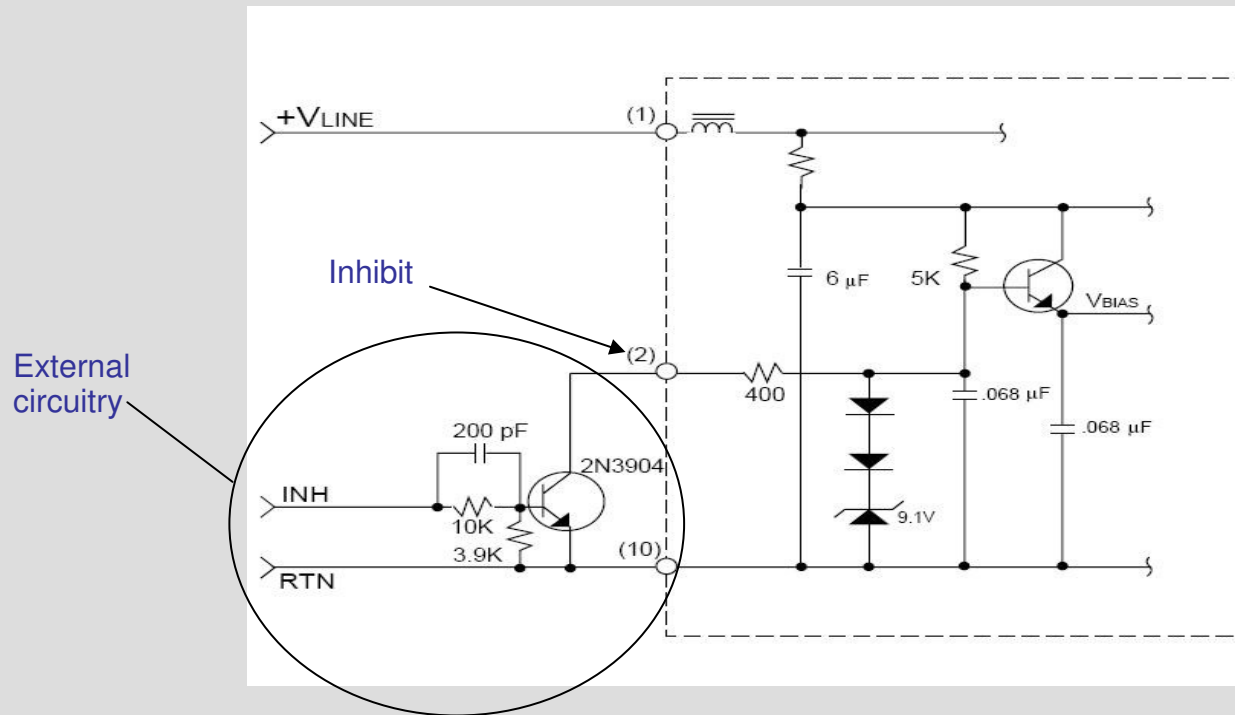 +VLINE
(1)
6 µF
5K
VBIAS
Inhibit
(2)
400
.068 µF
.068 µF
External
circuitry
200 pF
2N3904
INH
10K
3.9K
(10)
9.1V
RTN